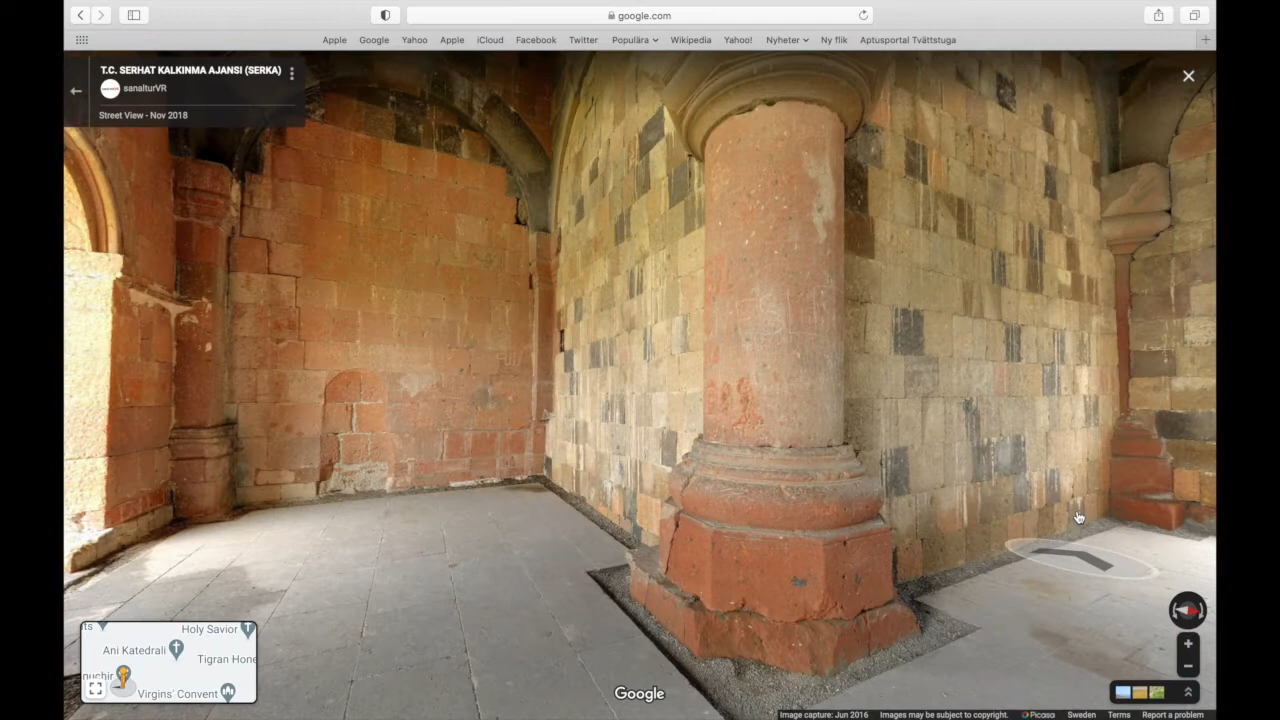 google.com
Apple Google Yahoo Apple iCloud Facebook Twitter Populära Wikipedia Yahoo! Nyheter Ny flik Aptusportal Tvättstuga
T.C. SERHAT KALKINMA AJANSI (SERKA)
sanalturVR
Street View - Nov 2018
ts
Holy Savior
Ani Katedrali
Tigran Hone
nuchir
Virgins' Convent
Google
Image capture: Jun 2016 Images may be subject to copyright. Picasa Sweden Terms Report a problem